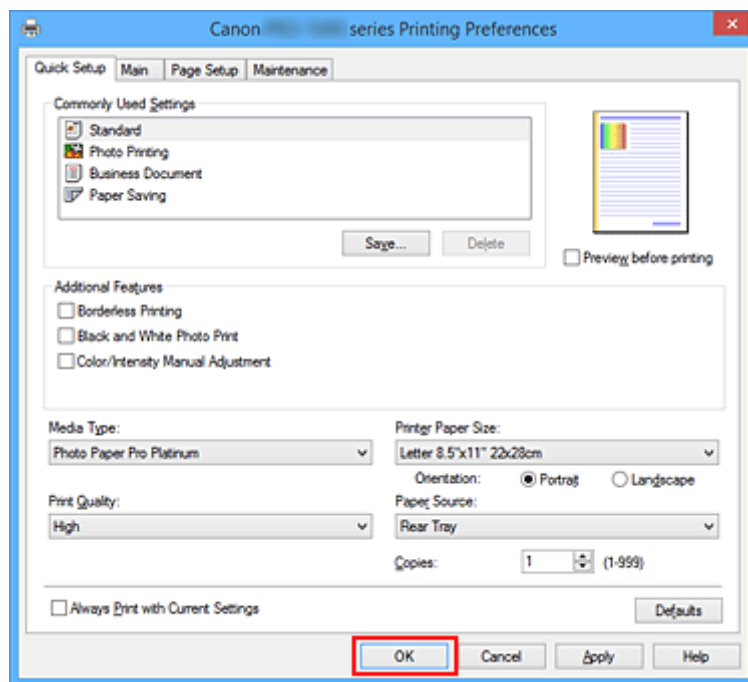 Canon series Printing Preferences
Quick Setup Main Page Setup Maintenance
Commonly Used Settings
Standard
Photo Printing
Business Document
Paper Saving
Save... Delete
Preview before printing
Additional Features
Borderless Printing
Black and White Photo Print
Color/Intensity Manual Adjustment
Media Type: Printer Paper Size:
Photo Paper Pro Platinum Letter 8.5"x11" 22x28cm
Orientation: Portrait Landscape
Print Quality: Paper Source:
High Rear Tray
Copies: 1 (1-999)
Always Print with Current Settings Defaults
OK Cancel Apply Help